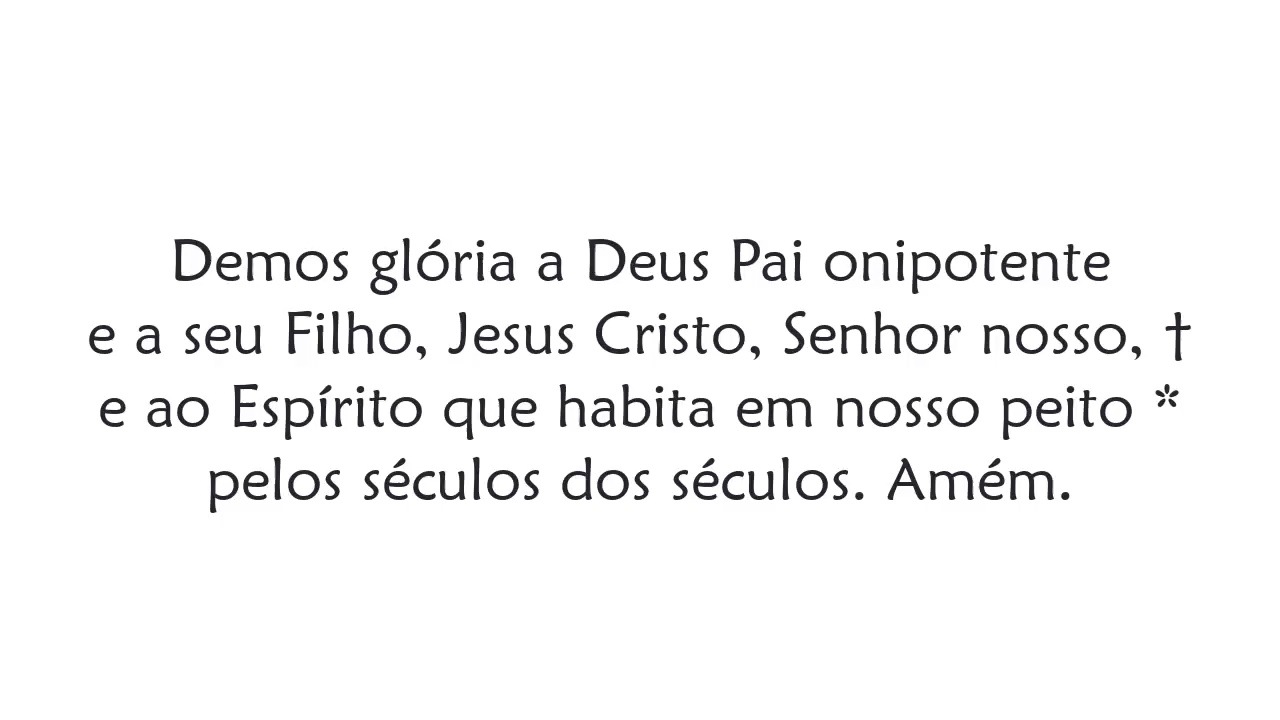 Demos glória a Deus Pai onipotente
e a seu Filho, Jesus Cristo, Senhor nosso, †
e ao Espírito que habita em nosso peito *
pelos séculos dos séculos. Amém.